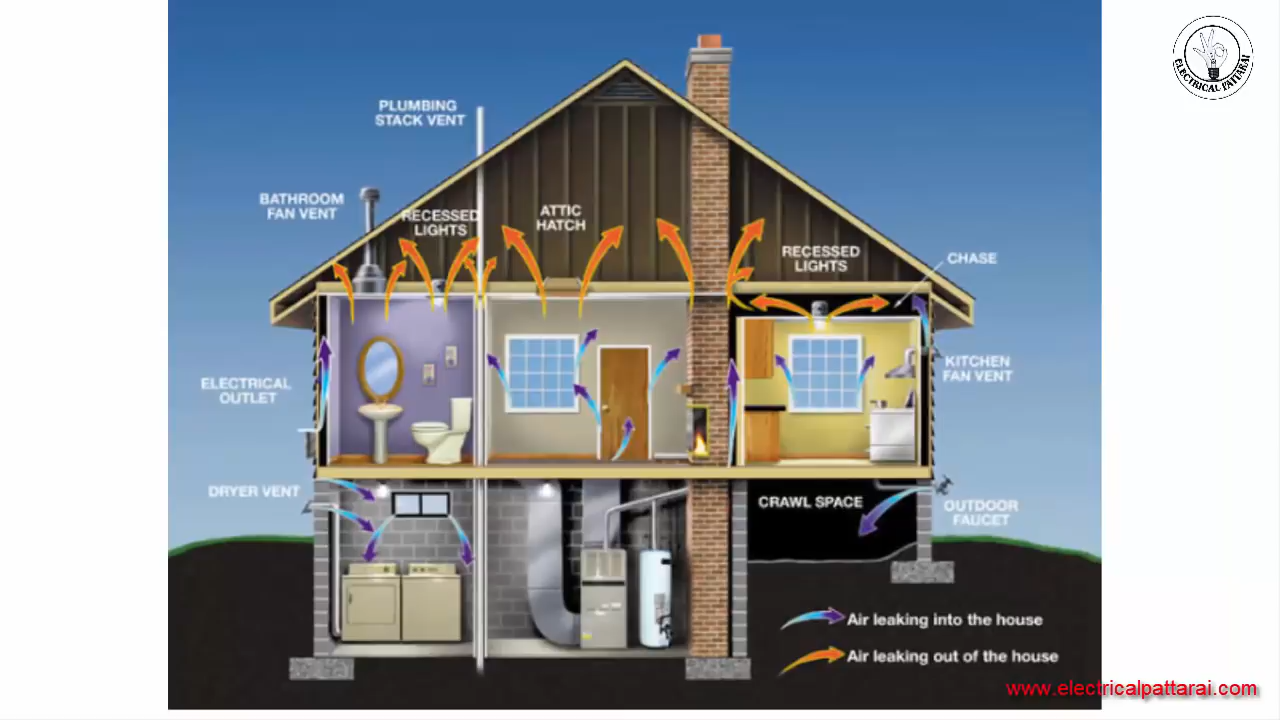 ELECTRICAL PATTARAI
PLUMBING
STACK VENT
BATHROOM
FAN VENT
RECESSED
LIGHTS
ATTIC
HATCH
RECESSED
LIGHTS
CHASE
ELECTRICAL
OUTLET
KITCHEN
FAN VENT
DRYER VENT
CRAWL SPACE
OUTDOOR
FAUCET
Air leaking into the house
Air leaking out of the house
www.electricalpattarai.com